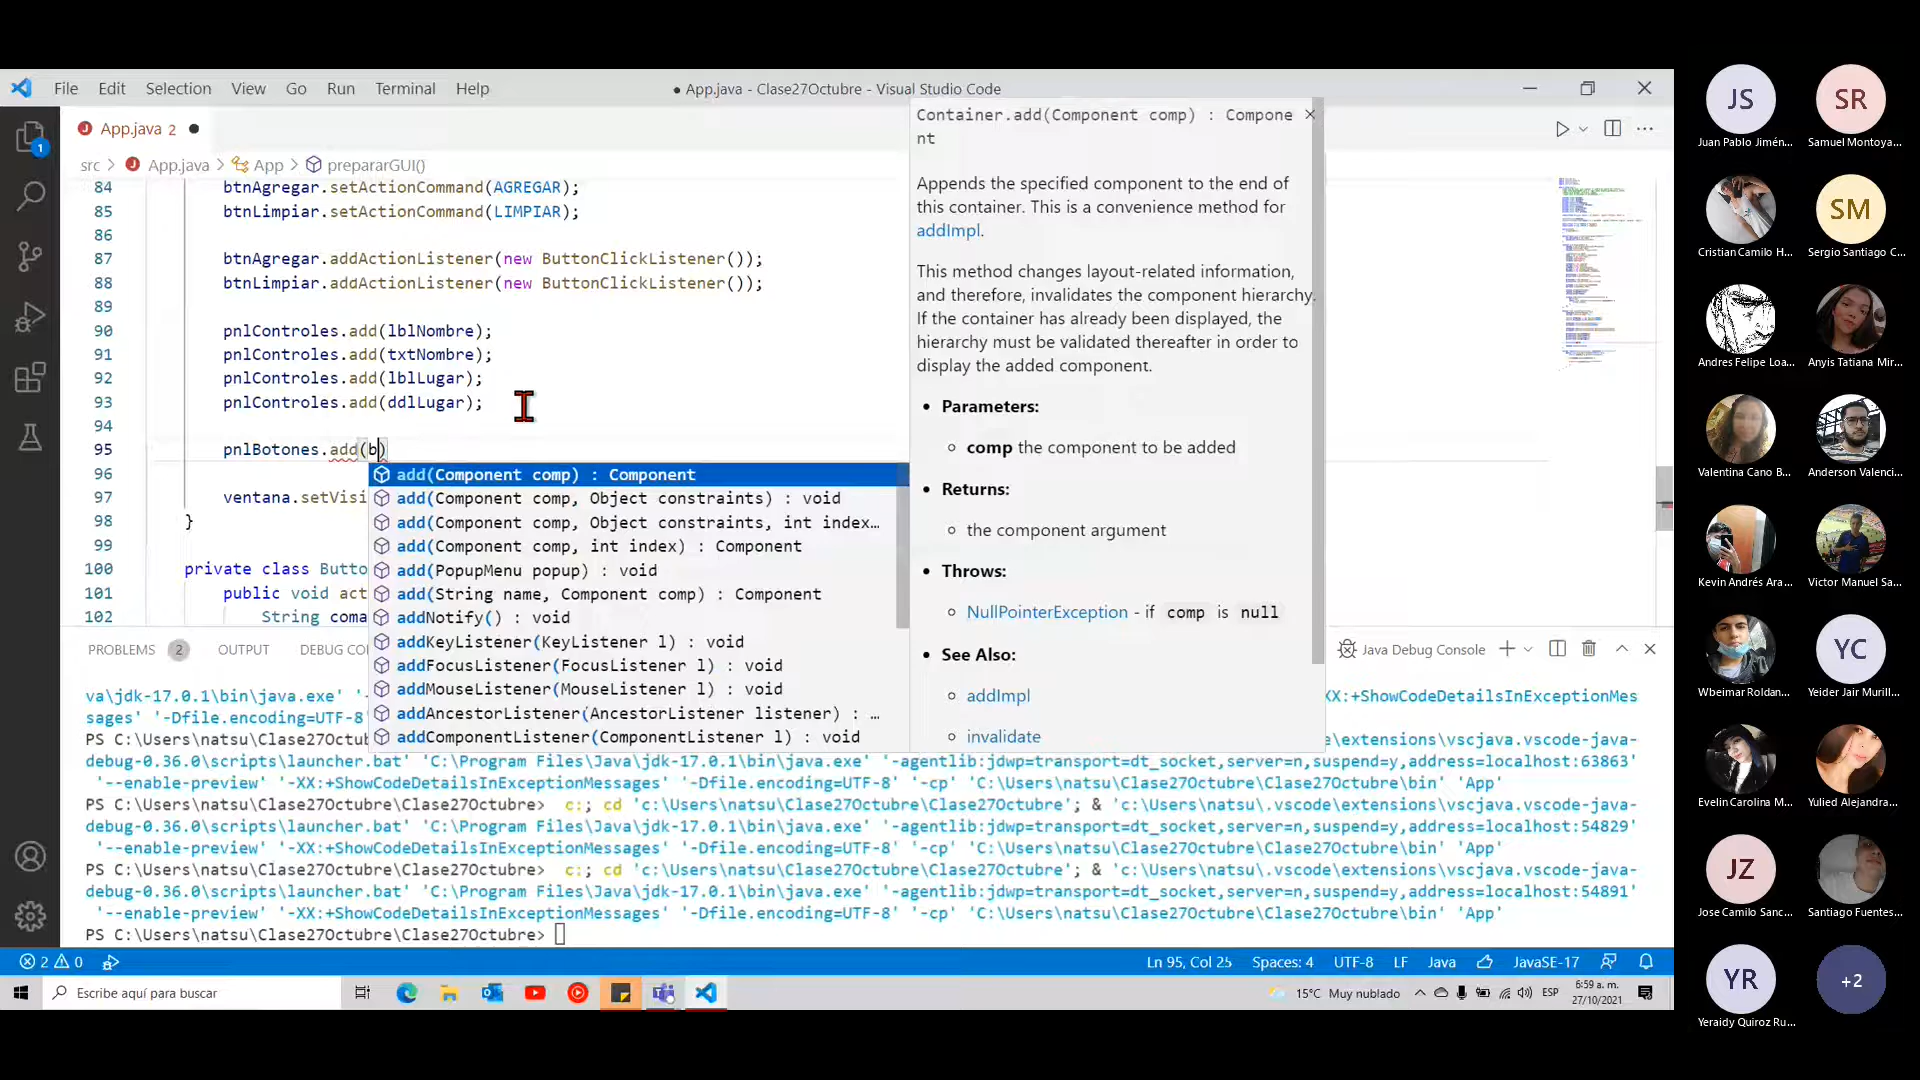 File Edit Selection View Go Run Terminal Help
● App.java - Clase27Octubre - Visual Studio Code
App.java 2 ●
src > App.java > App > prepararGUI()
84 btnAgregar.setActionCommand(AGREGAR);
85 btnLimpiar.setActionCommand(LIMPIAR);
86
87 btnAgregar.addActionListener(new ButtonClickListener());
88 btnLimpiar.addActionListener(new ButtonClickListener());
89
90 pnlControles.add(lblNombre);
91 pnlControles.add(txtNombre);
92 pnlControles.add(lblLugar);
93 pnlControles.add(ddlLugar);
94
95 pnlBotones.add(b)
96
97 ventana.setVisi
98 }
99
100 private class Butto
101 public void act
102 String coma
add(Component comp) : Component
add(Component comp, Object constraints) : void
add(Component comp, Object constraints, int index…
add(Component comp, int index) : Component
add(PopupMenu popup) : void
add(String name, Component comp) : Component
addNotify() : void
addKeyListener(KeyListener l) : void
addFocusListener(FocusListener l) : void
addMouseListener(MouseListener l) : void
addAncestorListener(AncestorListener listener) : …
addComponentListener(ComponentListener l) : void
Container.add(Component comp) : Compone
nt
Appends the specified component to the end of
this container. This is a convenience method for
addImpl.
This method changes layout-related information,
and therefore, invalidates the component hierarchy.
If the container has already been displayed, the
hierarchy must be validated thereafter in order to
display the added component.
Parameters:
comp the component to be added
Returns:
the component argument
Throws:
NullPointerException - if comp is null
See Also:
addImpl
invalidate
PROBLEMS 2 OUTPUT DEBUG CO
Java Debug Console
va\jdk-17.0.1\bin\java.exe' '- XX:+ShowCodeDetailsInExceptionMes
sages' '-Dfile.encoding=UTF-8'
PS C:\Users\natsu\Clase27Oct e\extensions\vscjava.vscode-java-
debug-0.36.0\scripts\launcher.bat' 'C:\Program Files\Java\jdk-17.0.1\bin\java.exe' '-agentlib:jdwp=transport=dt_socket,server=n,suspend=y,address=localhost:63863'
'--enable-preview' '-XX:+ShowCodeDetailsInExceptionMessages' '-Dfile.encoding=UTF-8' '-cp' 'C:\Users\natsu\Clase27Octubre\Clase27Octubre\bin' 'App'
PS C:\Users\natsu\Clase27Octubre\Clase27Octubre> c:; cd 'c:\Users\natsu\Clase27Octubre\Clase27Octubre'; & 'c:\Users\natsu\.vscode\extensions\vscjava.vscode-java-
debug-0.36.0\scripts\launcher.bat' 'C:\Program Files\Java\jdk-17.0.1\bin\java.exe' '-agentlib:jdwp=transport=dt_socket,server=n,suspend=y,address=localhost:54829'
'--enable-preview' '-XX:+ShowCodeDetailsInExceptionMessages' '-Dfile.encoding=UTF-8' '-cp' 'C:\Users\natsu\Clase27Octubre\Clase27Octubre\bin' 'App'
PS C:\Users\natsu\Clase27Octubre\Clase27Octubre> c:; cd 'c:\Users\natsu\Clase27Octubre\Clase27Octubre'; & 'c:\Users\natsu\.vscode\extensions\vscjava.vscode-java-
debug-0.36.0\scripts\launcher.bat' 'C:\Program Files\Java\jdk-17.0.1\bin\java.exe' '-agentlib:jdwp=transport=dt_socket,server=n,suspend=y,address=localhost:54891'
'--enable-preview' '-XX:+ShowCodeDetailsInExceptionMessages' '-Dfile.encoding=UTF-8' '-cp' 'C:\Users\natsu\Clase27Octubre\Clase27Octubre\bin' 'App'
PS C:\Users\natsu\Clase27Octubre\Clase27Octubre>
1
2 0 Ln 95, Col 25 Spaces: 4 UTF-8 LF Java JavaSE-17
Escribe aquí para buscar 15°C Muy nublado ESP 6:59 a. m.
27/10/2021
JS SR
Juan Pablo Jimén... Samuel Montoya...
SM
Cristian Camilo H... Sergio Santiago C...
Andres Felipe Loa... Anyis Tatiana Mir...
Valentina Cano B... Anderson Valenci...
Kevin Andrés Ara... Victor Manuel Sa...
YC
Wbeimar Roldan... Yeider Jair Murill...
Evelin Carolina M... Yulied Alejandra...
JZ
Jose Camilo Sanc... Santiago Fuentes...
YR +2
Yeraidy Quiroz Ru...